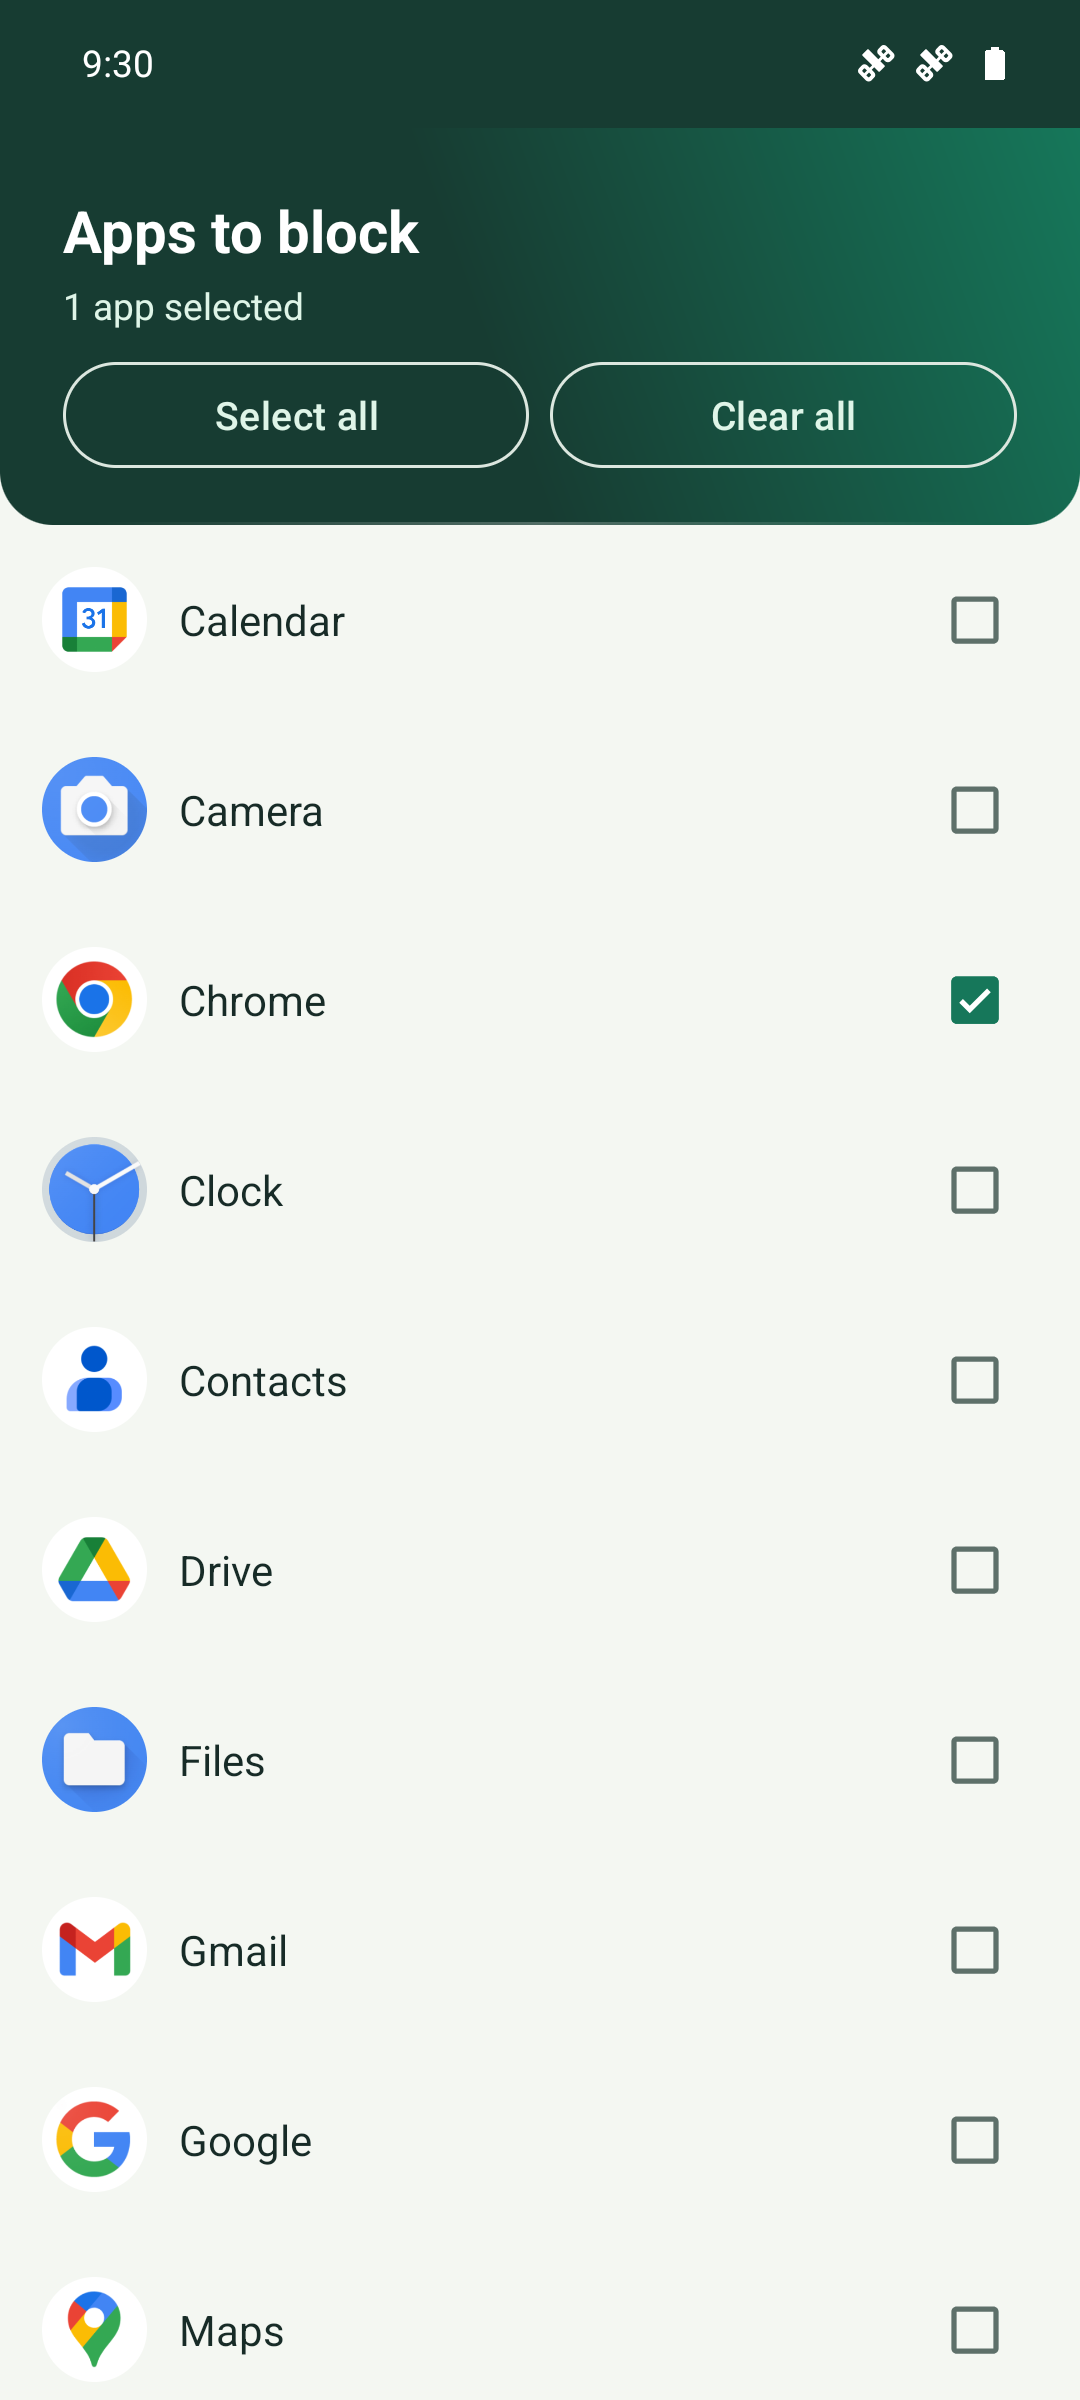 9:30
Apps to block
1 app selected
Select all
Clear all
31
Calendar
Camera
Chrome
Clock
Contacts
Drive
Files
Gmail
Google
Maps